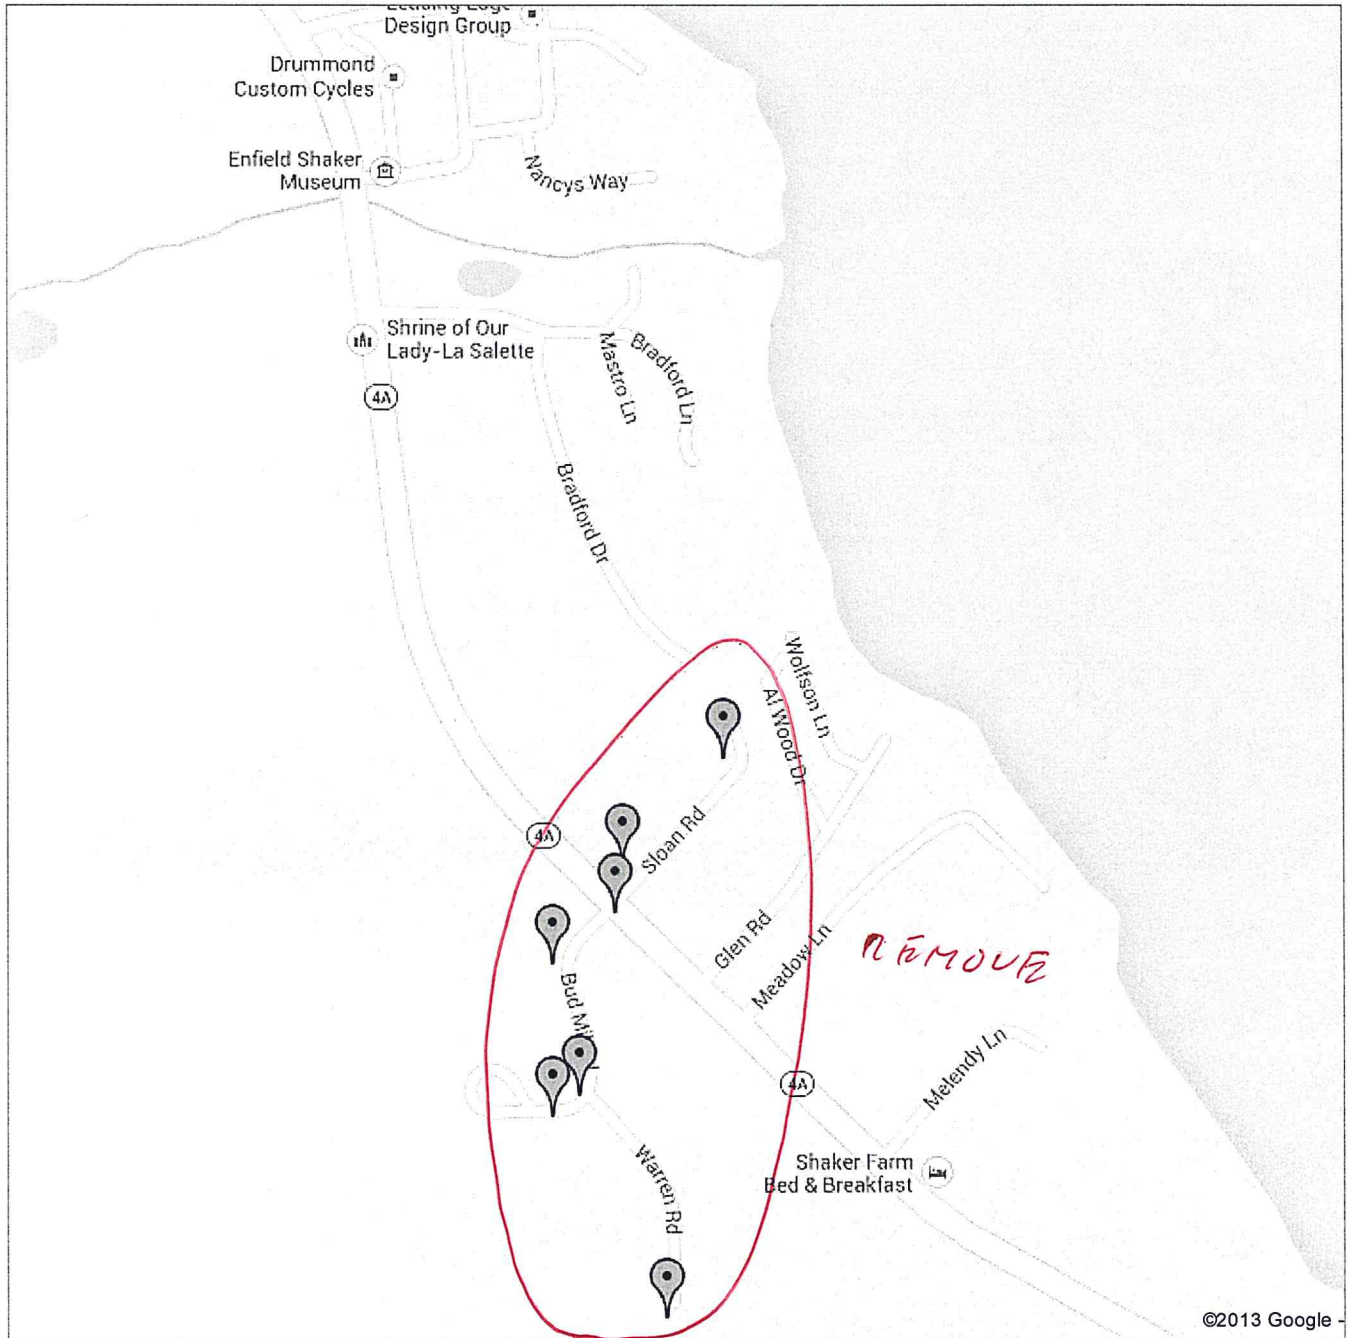 Design Group
Drummond
Custom Cycles
Enfield Shaker
Museum
Nancys Way
Shrine of Our
Lady-La Salette
4A
Mastro Ln
Bradford Ln
Bradford Dr
Wolfson Ln
Al Wood Dr
4A
Sloan Rd
Glen Rd
Meadow Ln
REMOVE
Bud
4A
Melendy Ln
Warren Rd
Shaker Farm
Bed & Breakfast
©2013 Google -